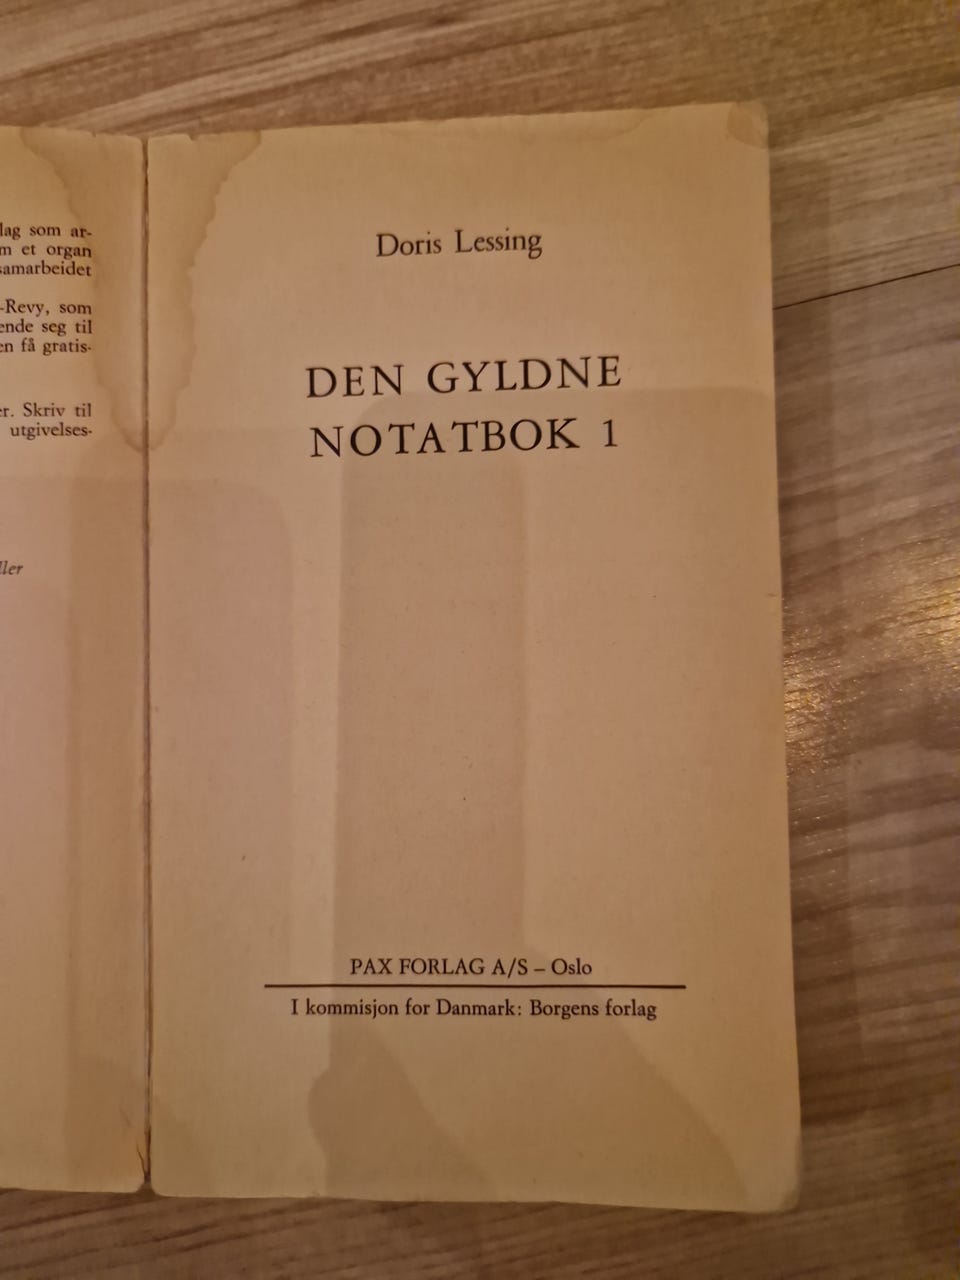 lag som ar-
m et organ
samarbeidet
-Revy, som
ende seg til
en få gratis-
er. Skriv til
utgivelses-
ller
Doris Lessing
DEN GYLDNE
NOTATBOK 1
PAX FORLAG A/S – Oslo
I kommisjon for Danmark: Borgens forlag